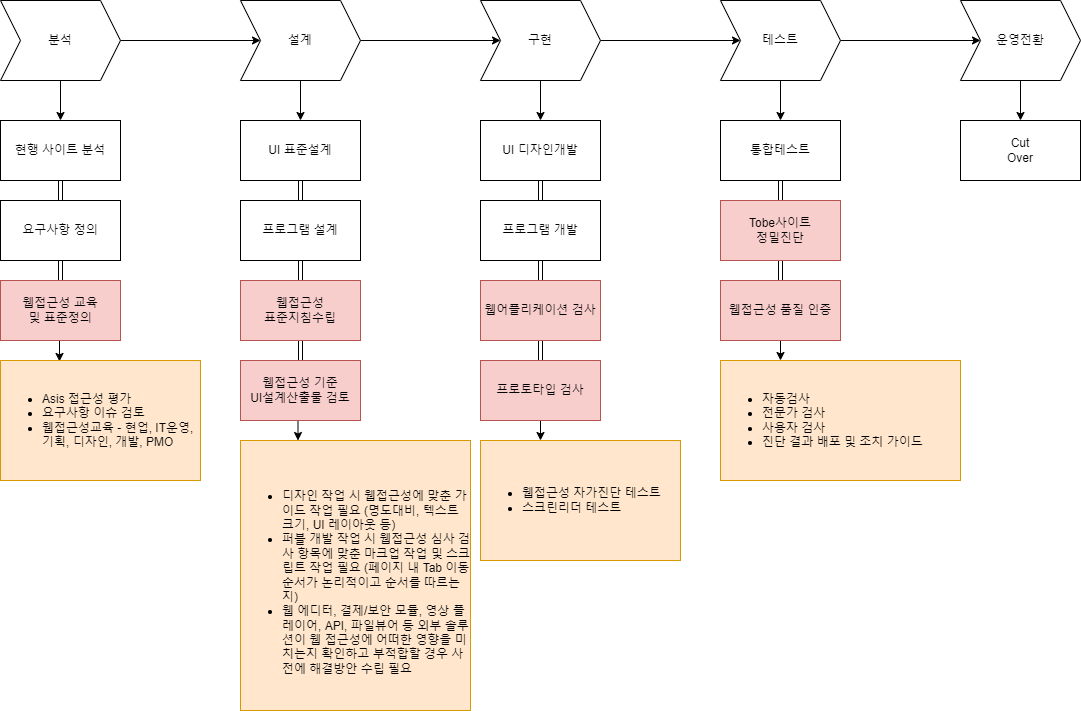 분석
설계
구현
테스트
운영전환
현행 사이트 분석
UI 표준설계
UI 디자인개발
통합테스트
Cut
Over
요구사항 정의
프로그램 설계
프로그램 개발
Tobe사이트
정밀진단
웹접근성 교육
및 표준정의
웹접근성
표준지침수립
웹어플리케이션 검사
웹접근성 품질 인증
웹접근성 기준
UI설계산출물 검토
프로토타입 검사
• Asis 접근성 평가
• 요구사항 이슈 검토
• 웹접근성교육 - 현업, IT운영,
기획, 디자인, 개발, PMO
• 디자인 작업 시 웹접근성에 맞춘 가
이드 작업 필요 (명도대비, 텍스트
크기, UI 레이아웃 등)
• 퍼블 개발 작업 시 웹접근성 심사 검
사 항목에 맞춘 마크업 작업 및 스크
립트 작업 필요 (페이지 내 Tab 이동
순서가 논리적이고 순서를 따르는
지)
• 웹 에디터, 결제/보안 모듈, 영상 플
레이어, API, 파일뷰어 등 외부 솔루
션이 웹 접근성에 어떠한 영향을 미
치는지 확인하고 부적합할 경우 사
전에 해결방안 수립 필요
• 웹접근성 자가진단 테스트
• 스크린리더 테스트
• 자동검사
• 전문가 검사
• 사용자 검사
• 진단 결과 배포 및 조치 가이드